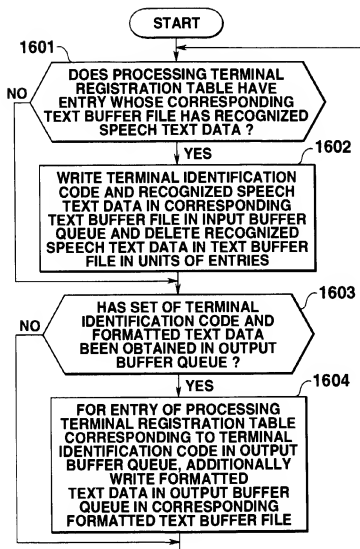 START
1601
DOES PROCESSING TERMINAL
REGISTRATION TABLE HAVE
ENTRY WHOSE CORRESPONDING
TEXT BUFFER FILE HAS RECOGNIZED
SPEECH TEXT DATA ?
NO
YES
1602
WRITE TERMINAL IDENTIFICATION
CODE AND RECOGNIZED SPEECH
TEXT DATA IN CORRESPONDING
TEXT BUFFER FILE IN INPUT BUFFER
QUEUE AND DELETE RECOGNIZED
SPEECH TEXT DATA IN TEXT BUFFER
FILE IN UNITS OF ENTRIES
1603
HAS SET OF TERMINAL
IDENTIFICATION CODE AND
FORMATTED TEXT DATA
BEEN OBTAINED IN OUTPUT
BUFFER QUEUE ?
NO
YES
1604
FOR ENTRY OF PROCESSING
TERMINAL REGISTRATION TABLE
CORRESPONDING TO TERMINAL
IDENTIFICATION CODE IN OUTPUT
BUFFER QUEUE, ADDITIONALLY
WRITE FORMATTED
TEXT DATA IN OUTPUT BUFFER
QUEUE IN CORRESPONDING
FORMATTED TEXT BUFFER FILE